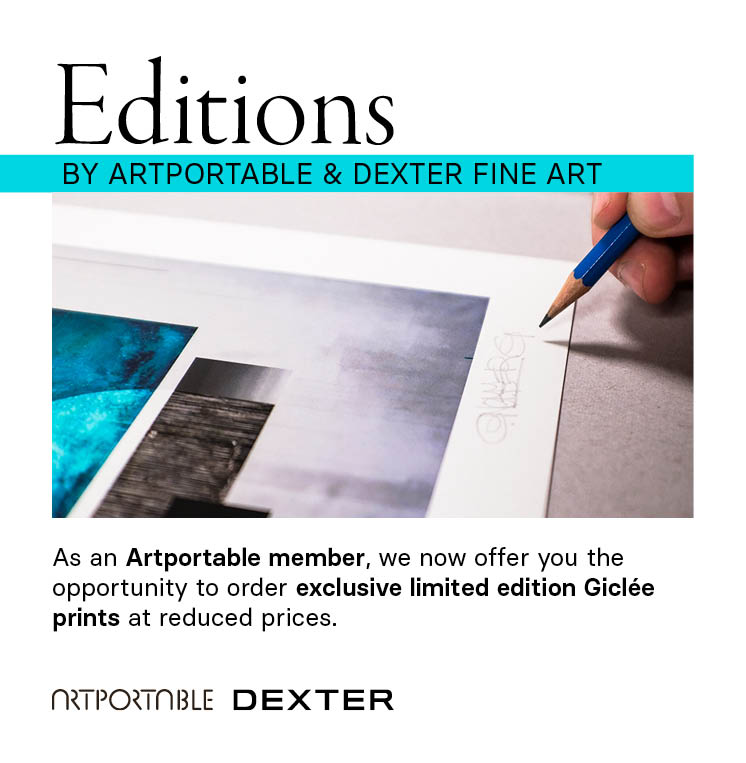 Editions
BY ARTPORTABLE & DEXTER FINE ART
As an Artportable member, we now offer you the
opportunity to order exclusive limited edition Giclée
prints at reduced prices.
ARTPORTABLE DEXTER